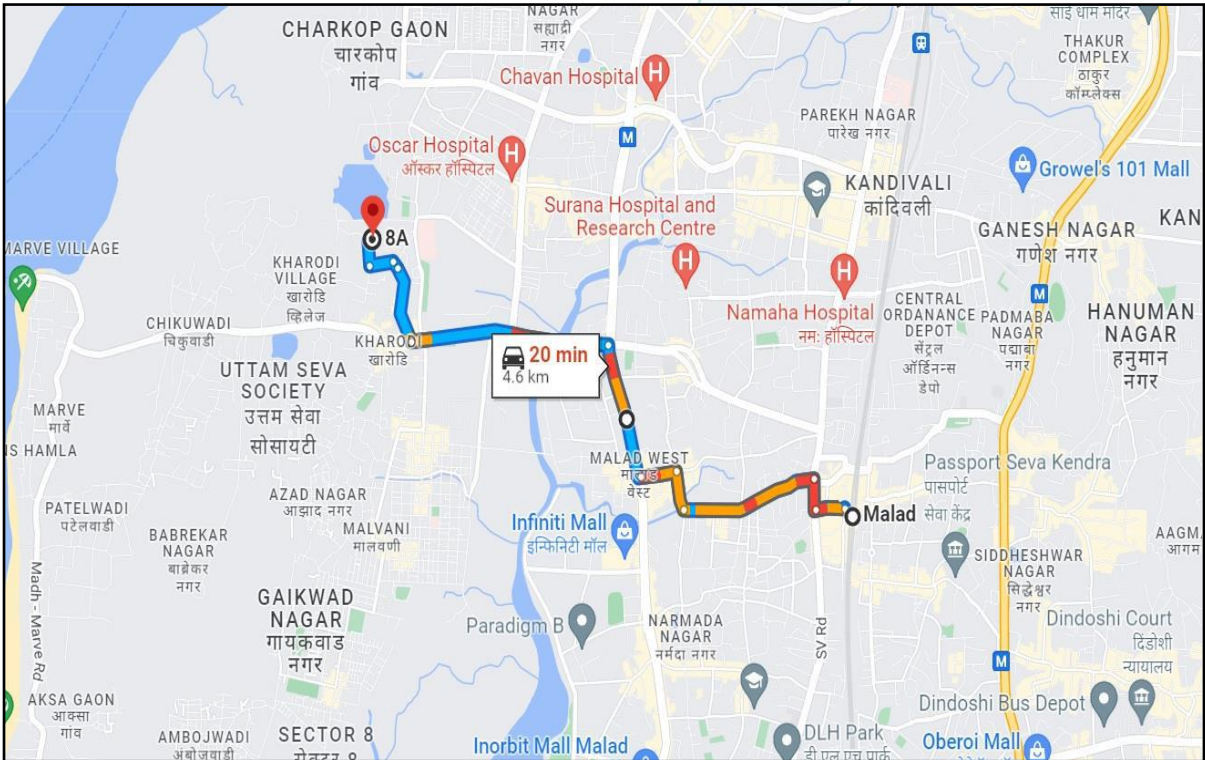 NAGAR
सह्याद्री
नगर
साई धाम मंदिर
CHARKOP GAON
चारकोप
गांव
THAKUR
COMPLEX
ठाकुर
कॉम्प्लेक्स
Chavan Hospital
PAREKH NAGAR
पारेख नगर
Oscar Hospital
ऑस्कर हॉस्पिटल
Growel's 101 Mall
KANDIVALI
कांदिवली
Surana Hospital and
Research Centre
GANESH NAGAR
गणेश नगर
KAN
8A
MARVE VILLAGE
KHARODI
VILLAGE
खारोडि
व्हिलेज
Namaha Hospital
नमः हॉस्पिटल
CENTRAL
ORDANANCE
DEPOT
सेंट्रल
ऑर्डिनन्स
डेपो
PADMABA
NAGAR
पद्माबा
नगर
HANUMAN
NAGAR
हनुमान
नगर
CHIKUWADI
चिकुवाडी
KHARODI
खारोडि
20 min
4.6 km
UTTAM SEVA
SOCIETY
उत्तम सेवा
सोसायटी
MARVE
मार्वे
NS HAMLA
MALAD WEST
वेस्ट
Passport Seva Kendra
पासपोर्ट
सेवा केंद्र
Malad
AZAD NAGAR
आझाद नगर
PATELWADI
पटेलवाडी
MALVANI
मालवणी
Infiniti Mall
इन्फिनिटी मॉल
BABREKAR
NAGAR
बाब्रेकर
नगर
AAGM
आगम
SIDDHESHWAR
NAGAR
सिद्धेश्वर
नगर
Madh - Marve Rd
GAIKWAD
NAGAR
गायकवाड
नगर
Paradigm B
NARMADA
NAGAR
नर्मदा नगर
SV Rd
Dindoshi Court
दिंडोशी
न्यायालय
M
M
M
Dindoshi Bus Depot
AKSA GAON
आक्सा
गांव
AMBOJWADI
अंबोजवाडी
SECTOR 8
सेक्टर 8
Inorbit Mall Malad
DLH Park
डी एल एच पार्क
Oberoi Mall